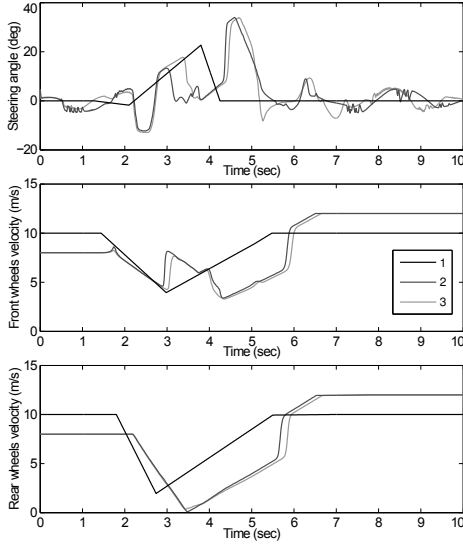 40
20
0
−20
Steering angle (deg)
0 1 2 3 4 5 6 7 8 9 10
Time (sec)
15
10
5
0
Front wheels velocity (m/s)
1
2
3
0 1 2 3 4 5 6 7 8 9 10
Time (sec)
15
10
5
0
Rear wheels velocity (m/s)
0 1 2 3 4 5 6 7 8 9 10
Time (sec)